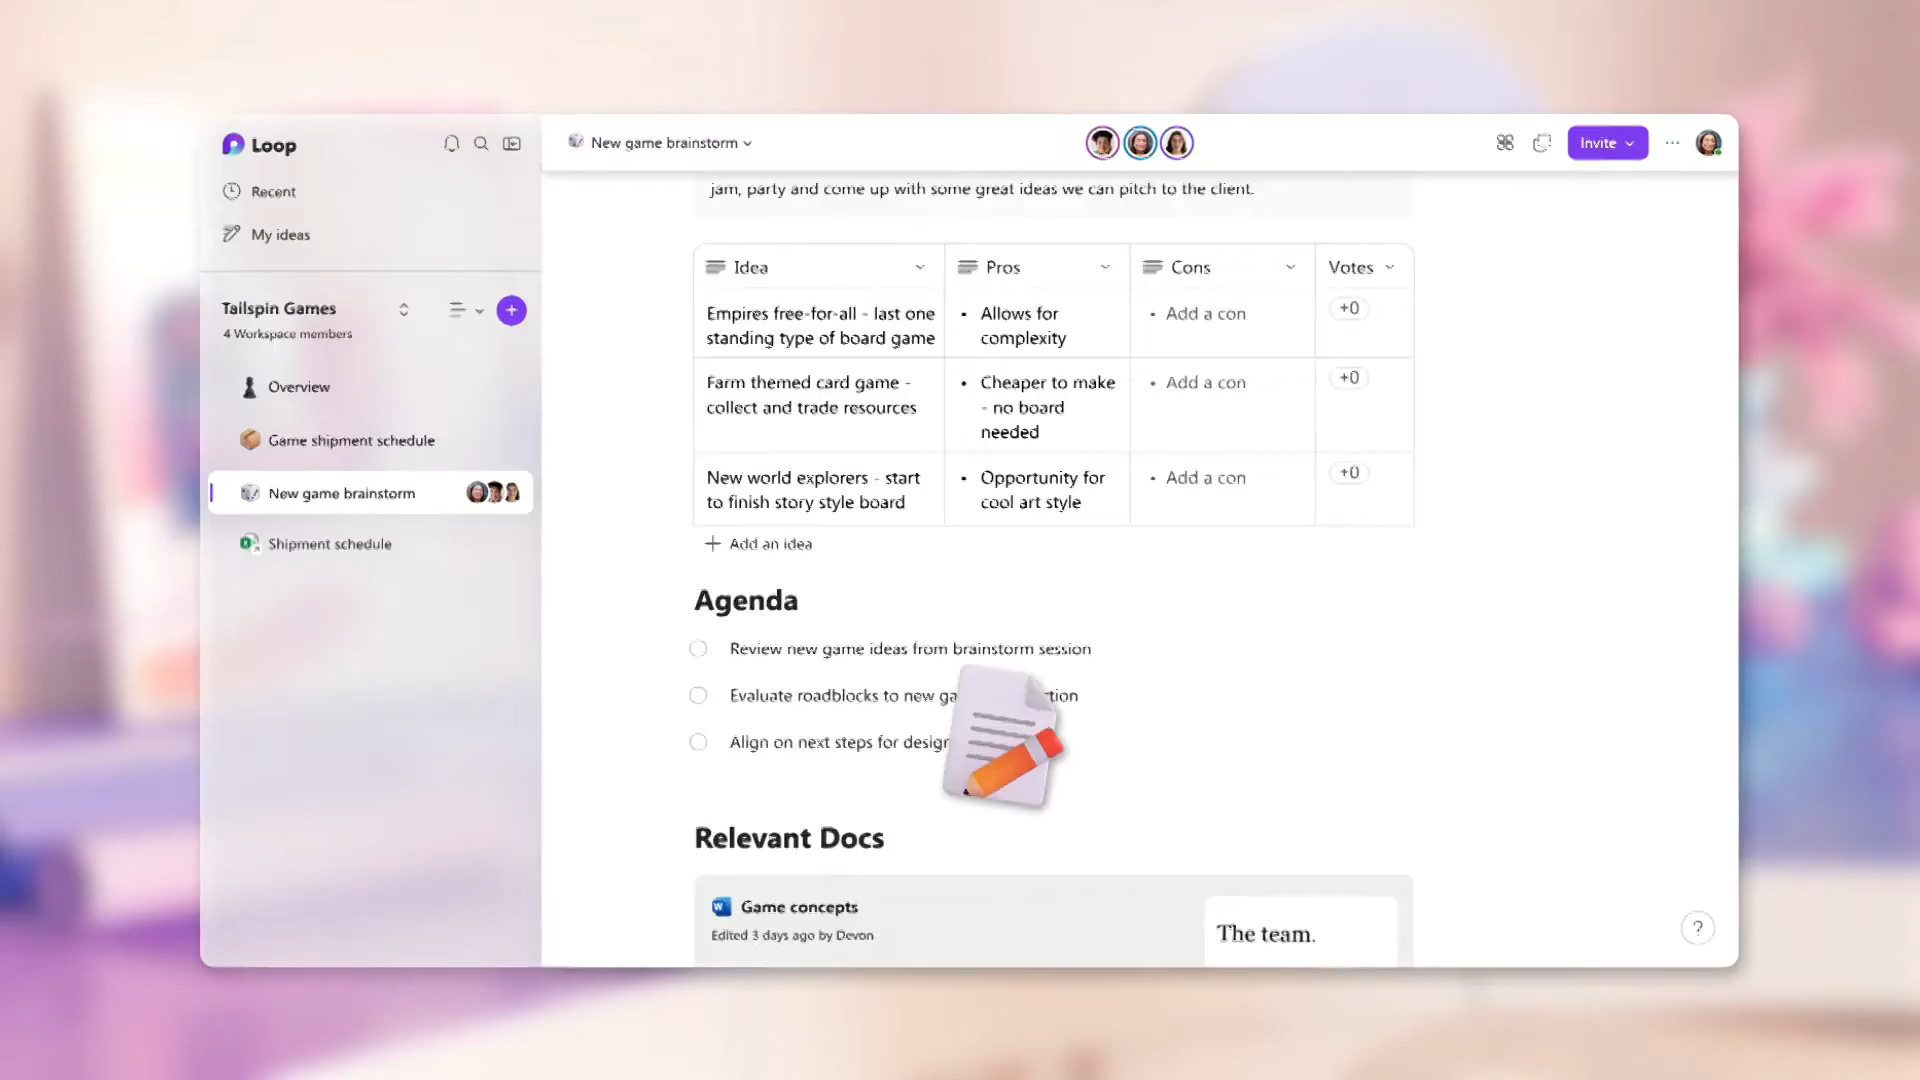 Loop
Recent
My ideas
Tailspin Games
4 Workspace members
Overview
Game shipment schedule
New game brainstorm
Shipment schedule
New game brainstorm
Invite
jam, party and come up with some great ideas we can pitch to the client.
Idea
Pros
Cons
Votes
Empires free-for-all - last one
standing type of board game
• Allows for
complexity
• Add a con
+0
Farm themed card game -
collect and trade resources
• Cheaper to make
- no board
needed
• Add a con
+0
New world explorers - start
to finish story style board
• Opportunity for
cool art style
• Add a con
+0
+ Add an idea
Agenda
Review new game ideas from brainstorm session
Evaluate roadblocks to new
Align on next steps for design
Relevant Docs
W
Game concepts
Edited 3 days ago by Devon
The team.
?